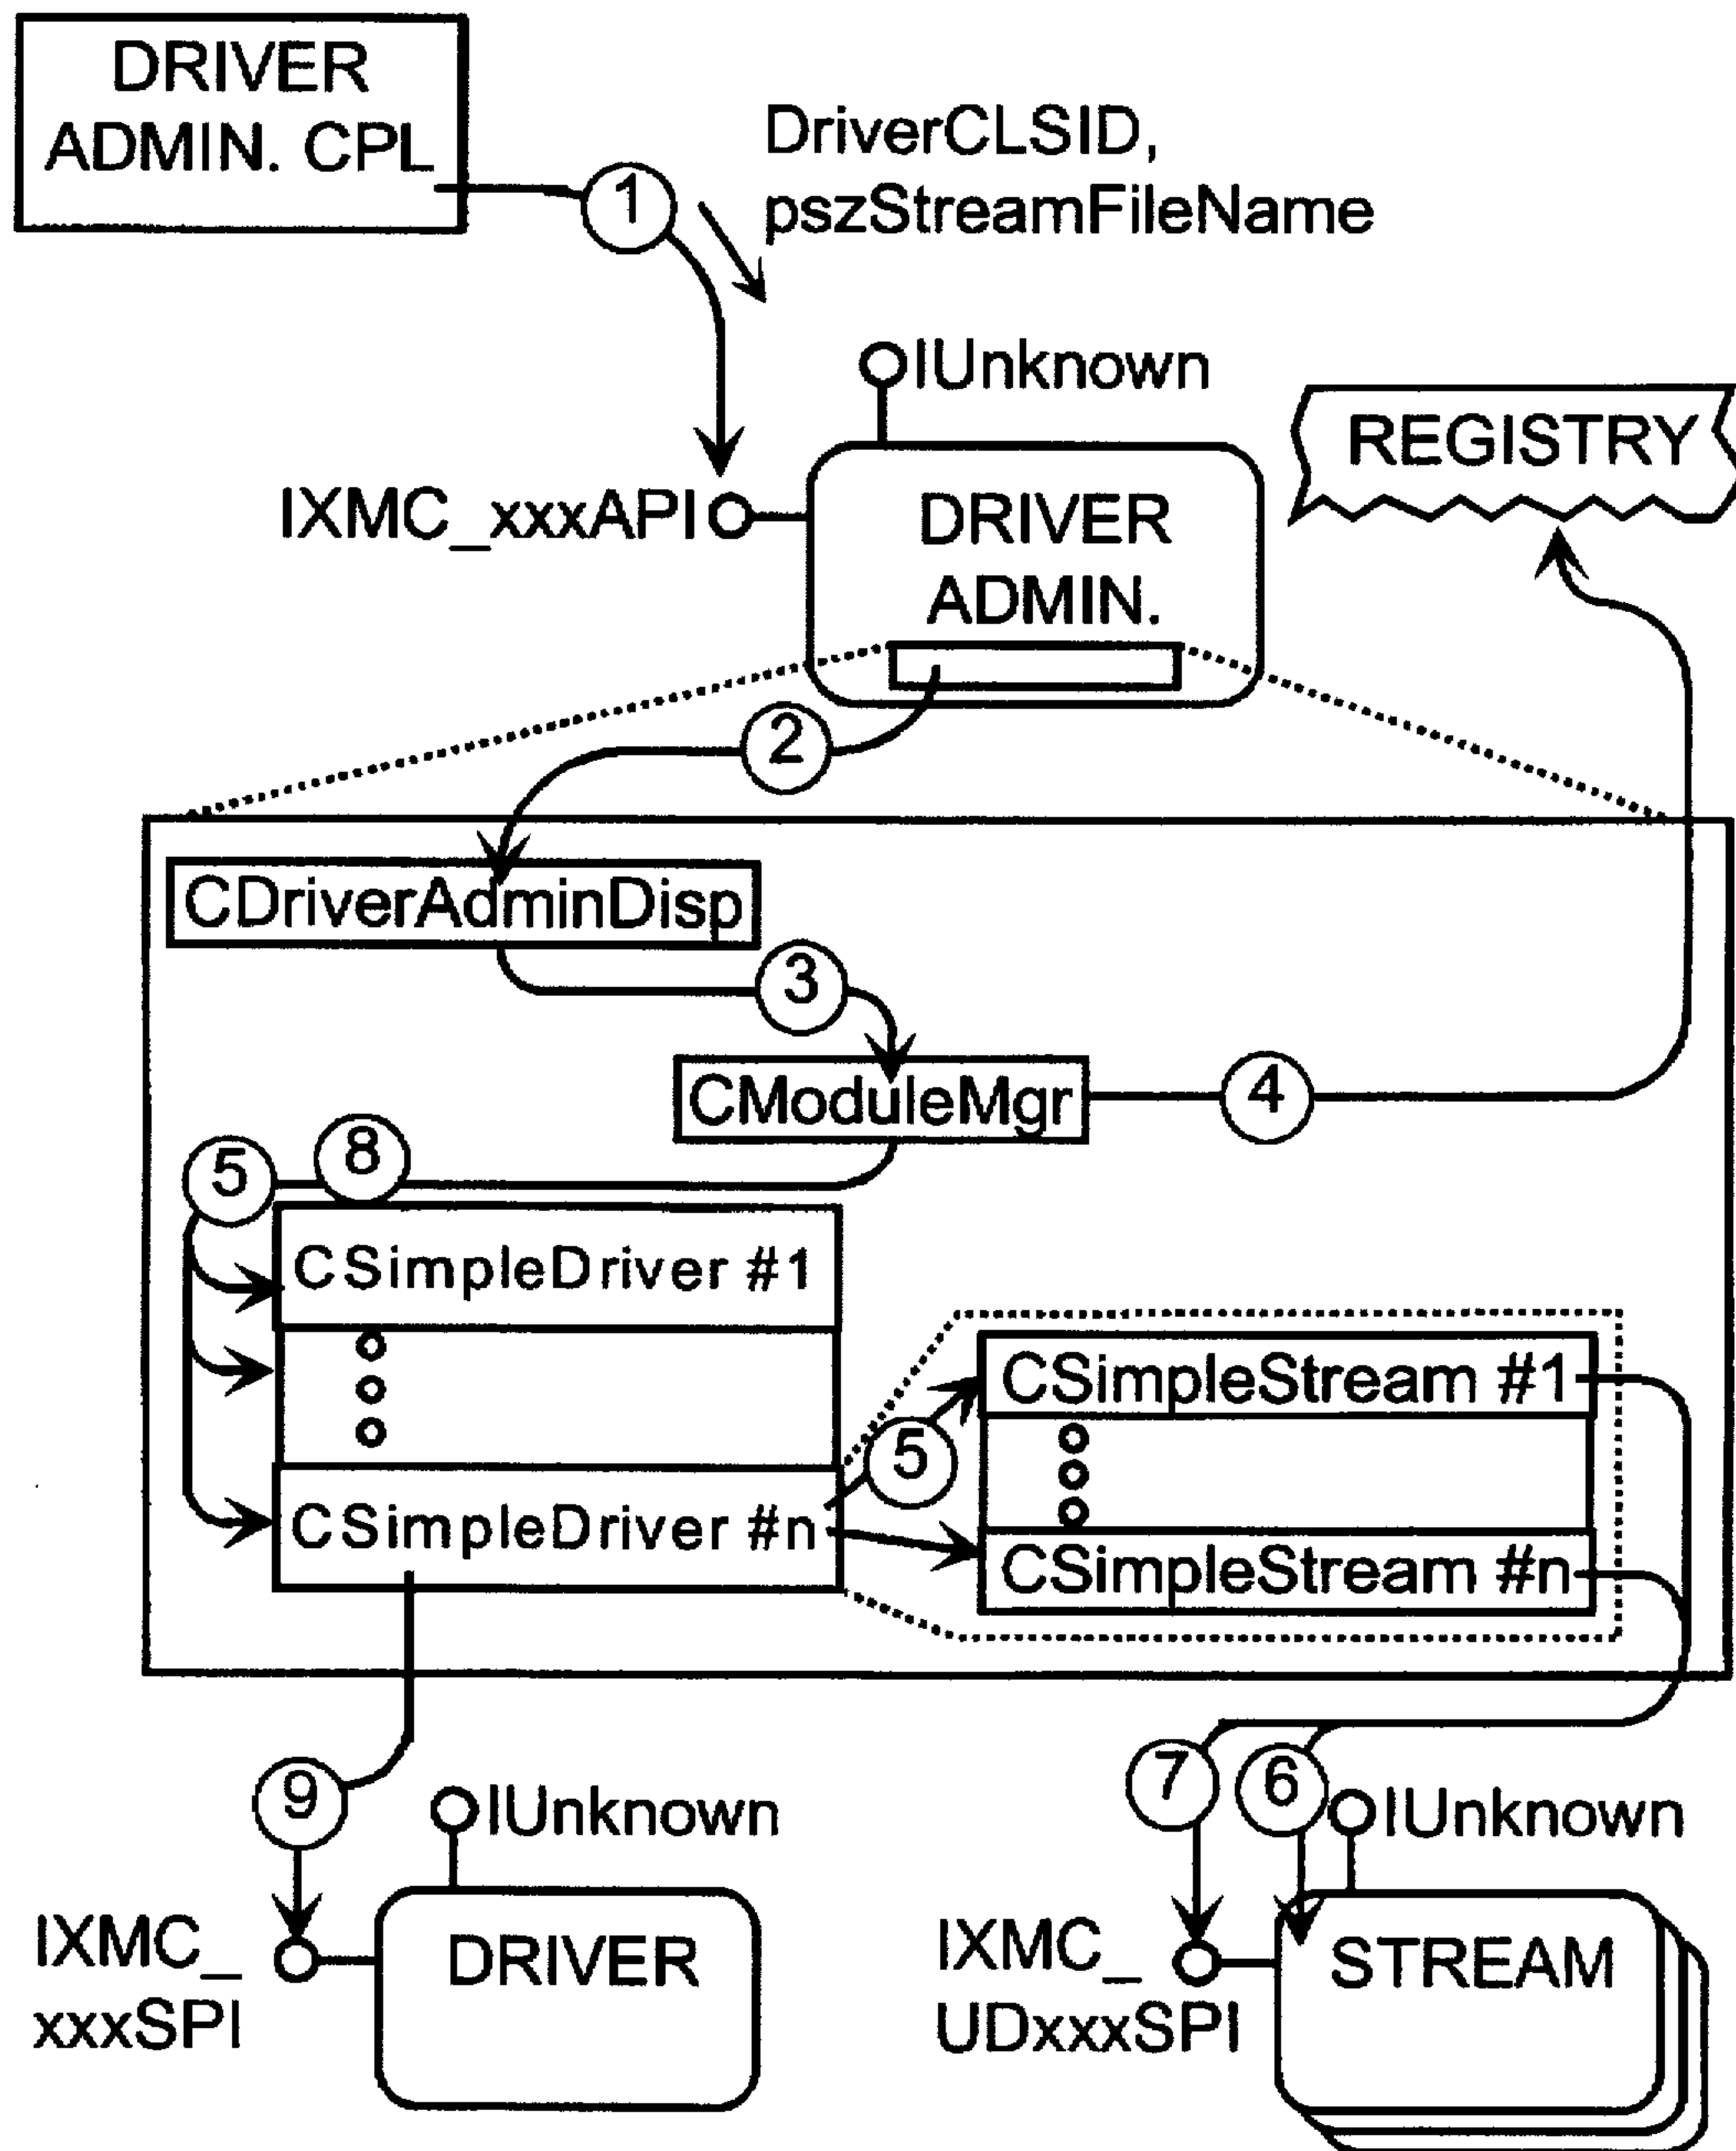 DRIVER
ADMIN. CPL
1
DriverCLSID,
pszStreamFileName
IUnknown
REGISTRY
IXMC_xxxAPI
DRIVER
ADMIN.
2
CDriverAdminDisp
3
CModuleMgr
4
5
8
CSimpleDriver #1
CSimpleStream #1
5
CSimpleDriver #n
CSimpleStream #n
7
6
9
IUnknown
IUnknown
IXMC_
xxxSPI
DRIVER
IXMC_
UDxxxSPI
STREAM